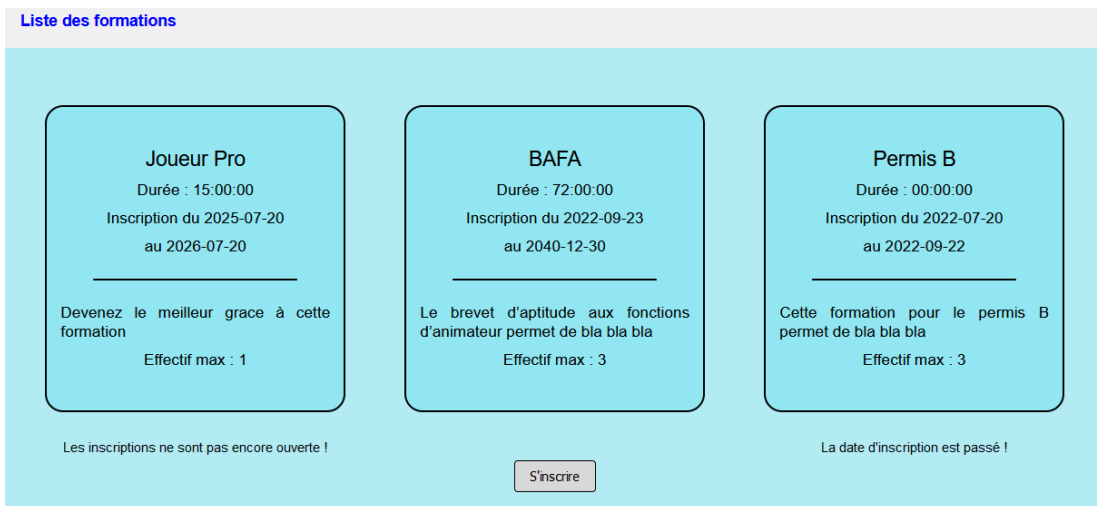 Liste des formations
Joueur Pro
Durée : 15:00:00
Inscription du 2025-07-20
au 2026-07-20
Devenez le meilleur grace à cette
formation
Effectif max : 1
Les inscriptions ne sont pas encore ouverte !
BAFA
Durée : 72:00:00
Inscription du 2022-09-23
au 2040-12-30
Le brevet d’aptitude aux fonctions
d’animateur permet de bla bla bla
Effectif max : 3
S'inscrire
Permis B
Durée : 00:00:00
Inscription du 2022-07-20
au 2022-09-22
Cette formation pour le permis B
permet de bla bla bla
Effectif max : 3
La date d'inscription est passé !